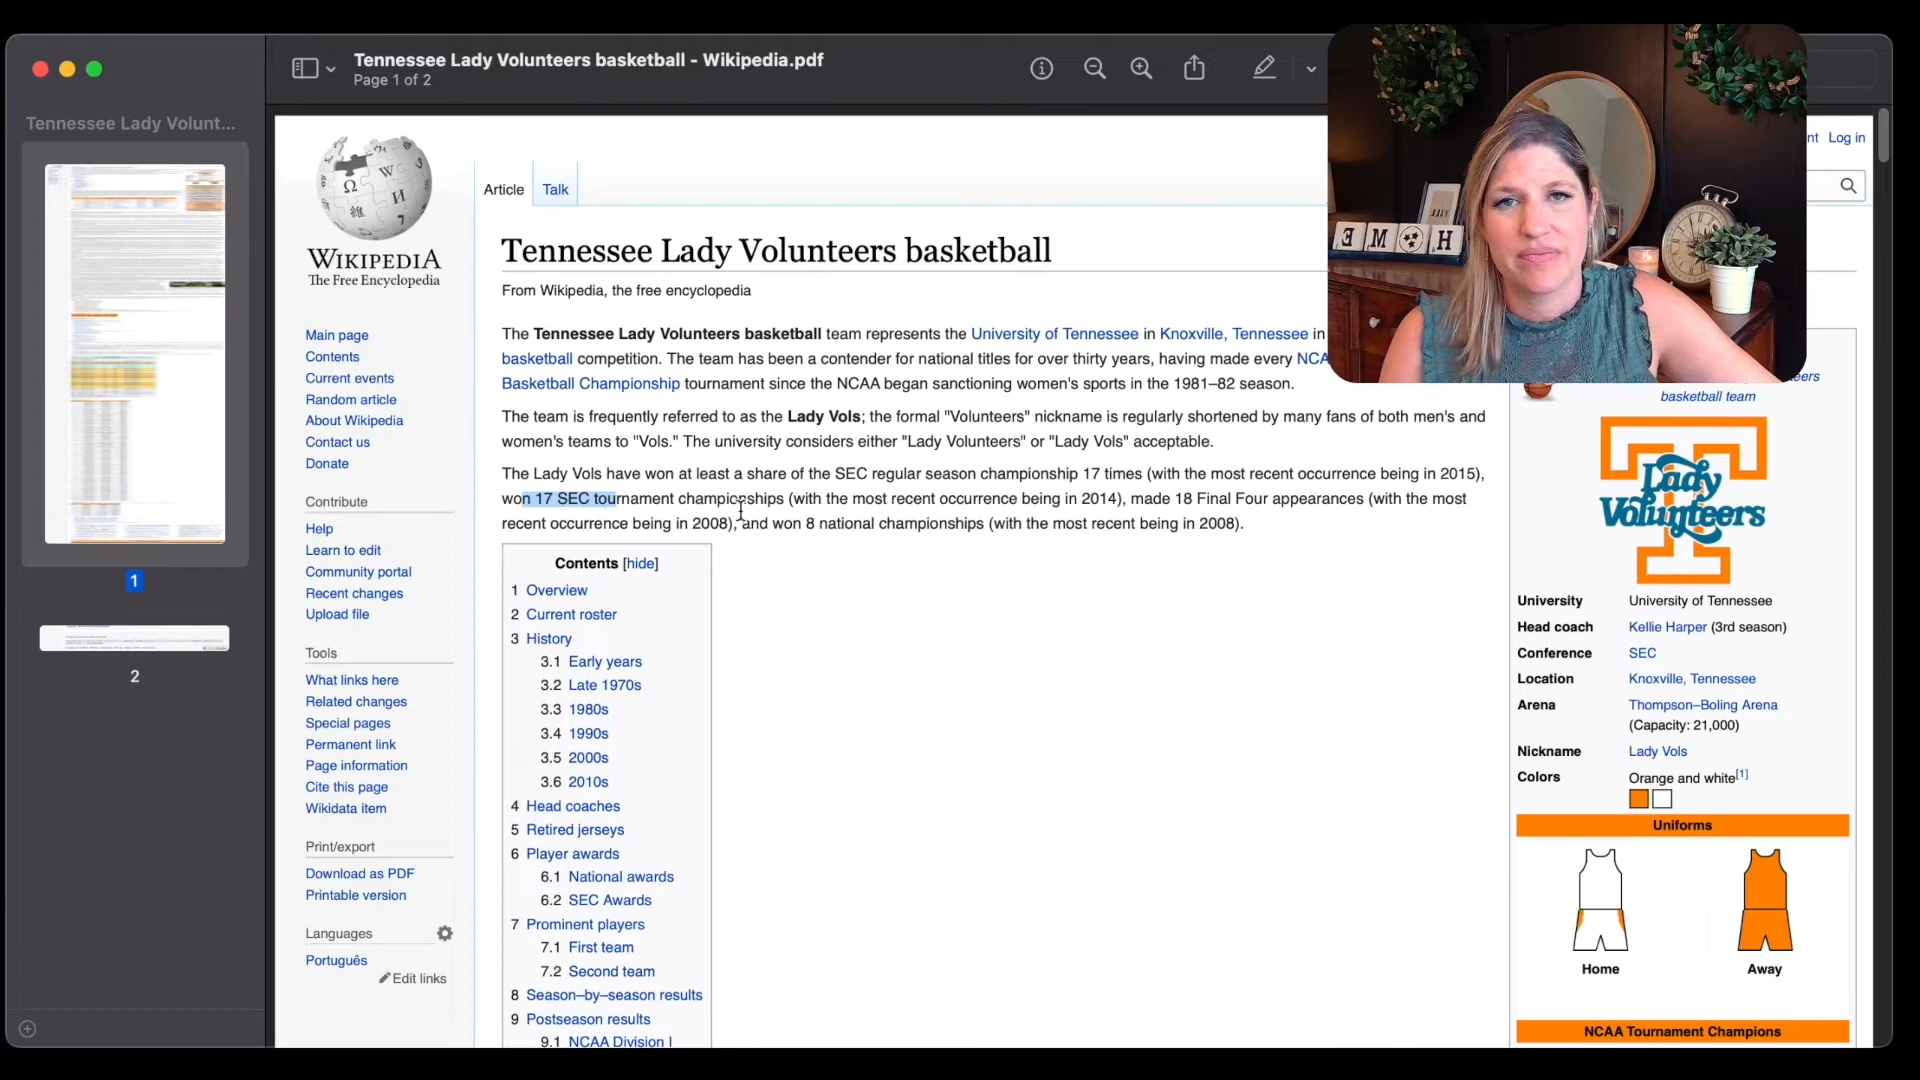 Tennessee Lady Volunteers basketball - Wikipedia.pdf
Page 1 of 2
Tennessee Lady Volunt...
1
2
WIKIPEDIA
The Free Encyclopedia
Main page
Contents
Current events
Random article
About Wikipedia
Contact us
Donate
Contribute
Help
Learn to edit
Community portal
Recent changes
Upload file
Tools
What links here
Related changes
Special pages
Permanent link
Page information
Cite this page
Wikidata item
Print/export
Download as PDF
Printable version
Languages
Português
Edit links
Article Talk
nt Log in
Tennessee Lady Volunteers basketball
From Wikipedia, the free encyclopedia
The Tennessee Lady Volunteers basketball team represents the University of Tennessee in Knoxville, Tennessee in
basketball competition. The team has been a contender for national titles for over thirty years, having made every NCA
Basketball Championship tournament since the NCAA began sanctioning women's sports in the 1981–82 season.
The team is frequently referred to as the Lady Vols; the formal "Volunteers" nickname is regularly shortened by many fans of both men's and
women's teams to "Vols." The university considers either "Lady Volunteers" or "Lady Vols" acceptable.
The Lady Vols have won at least a share of the SEC regular season championship 17 times (with the most recent occurrence being in 2015),
won 17 SEC tournament championships (with the most recent occurrence being in 2014), made 18 Final Four appearances (with the most
recent occurrence being in 2008), and won 8 national championships (with the most recent being in 2008).
Contents [hide]
1 Overview
2 Current roster
3 History
3.1 Early years
3.2 Late 1970s
3.3 1980s
3.4 1990s
3.5 2000s
3.6 2010s
4 Head coaches
5 Retired jerseys
6 Player awards
6.1 National awards
6.2 SEC Awards
7 Prominent players
7.1 First team
7.2 Second team
8 Season–by–season results
9 Postseason results
9.1 NCAA Division I
HOME
eers
basketball team
Lady
Volunteers
University University of Tennessee
Head coach Kellie Harper (3rd season)
Conference SEC
Location Knoxville, Tennessee
Arena Thompson–Boling Arena
(Capacity: 21,000)
Nickname Lady Vols
Colors Orange and white[1]
Uniforms
Home Away
NCAA Tournament Champions